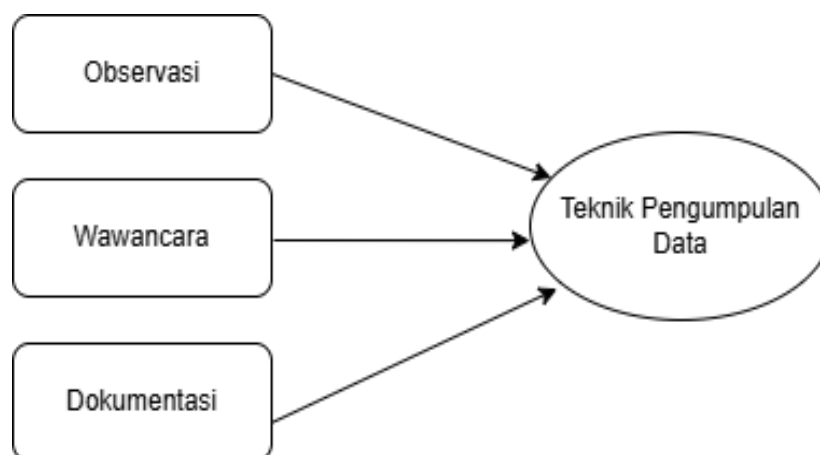 Observasi
Wawancara
Dokumentasi
Teknik Pengumpulan
Data